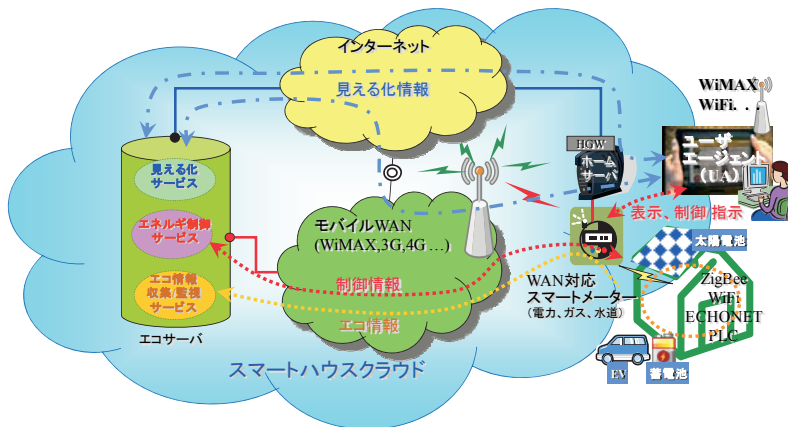 インターネット
見える化情報
WiMAX
WiFi. . .
HGW
ホーム
サーバ
ユーザ
エージェント
(UA)
見える化
サービス
エネルギ制御
サービス
エコ情報
収集/監視
サービス
エコサーバ
モバイルWAN
(WiMAX,3G,4G…)
制御情報
エコ情報
表示、制御/指示
太陽電池
WAN対応
スマートメーター
(電力、ガス、水道)
ZigBee
WiFi
ECHONET
PLC
EV
蓄電池
スマートハウスクラウド